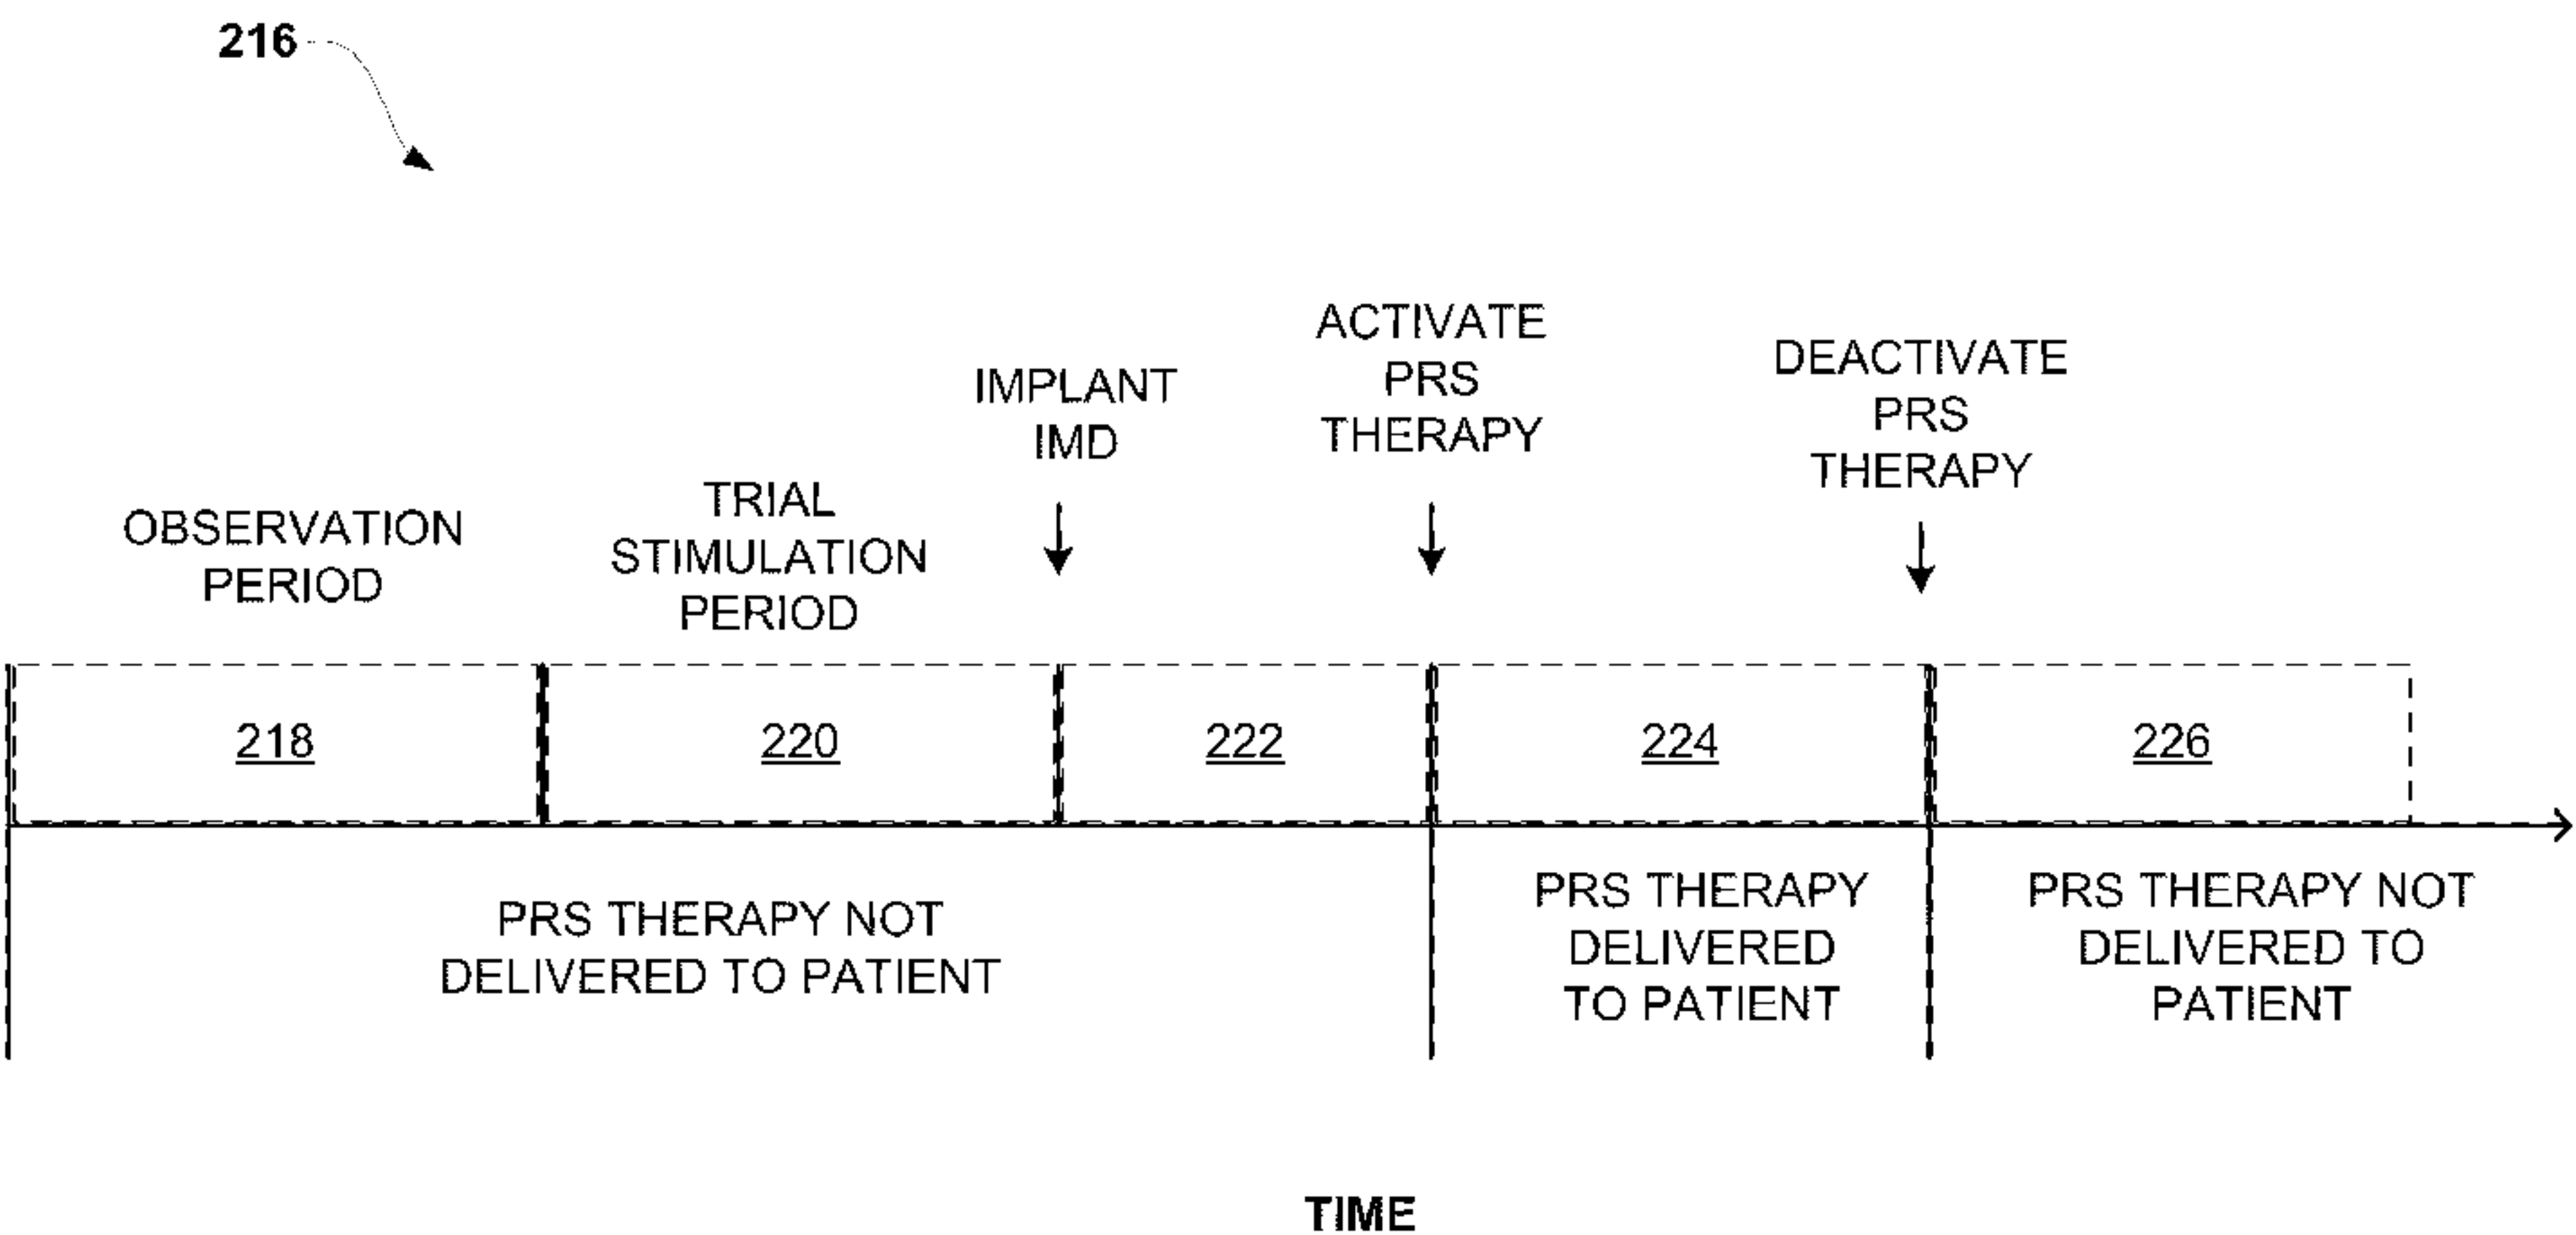 216
OBSERVATION
PERIOD
TRIAL
STIMULATION
PERIOD
IMPLANT
IMD
ACTIVATE
PRS
THERAPY
DEACTIVATE
PRS
THERAPY
218
220
222
224
226
PRS THERAPY NOT
DELIVERED TO PATIENT
PRS THERAPY
DELIVERED
TO PATIENT
PRS THERAPY NOT
DELIVERED TO
PATIENT
TIME